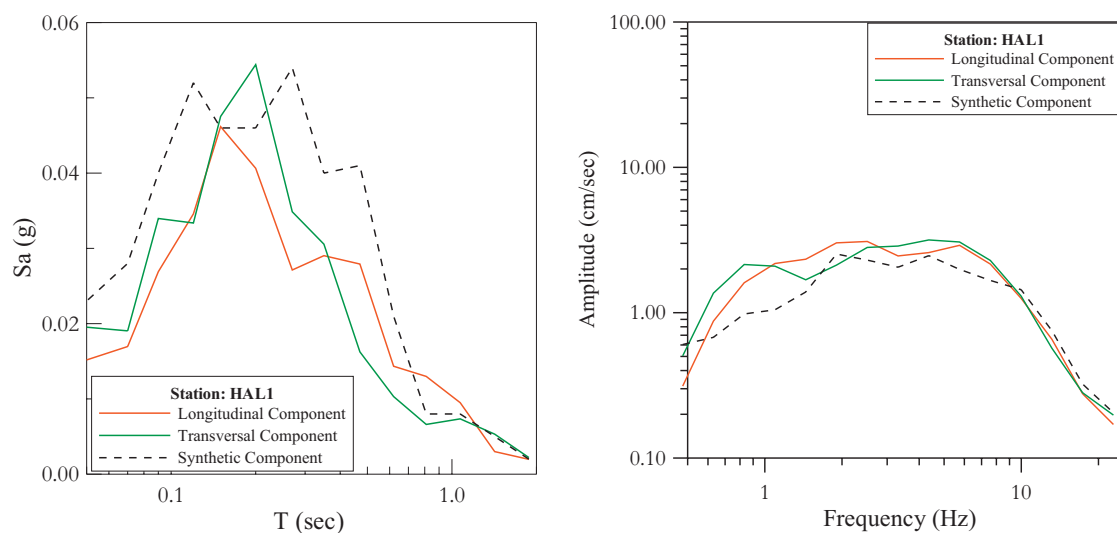 0.06
0.04
0.02
0.00
Sa (g)
0.1
1.0
T (sec)
Station: HAL1
Longitudinal Component
Transversal Component
Synthetic Component
100.00
10.00
1.00
0.10
Amplitude (cm/sec)
1
10
Frequency (Hz)
Station: HAL1
Longitudinal Component
Transversal Component
Synthetic Component